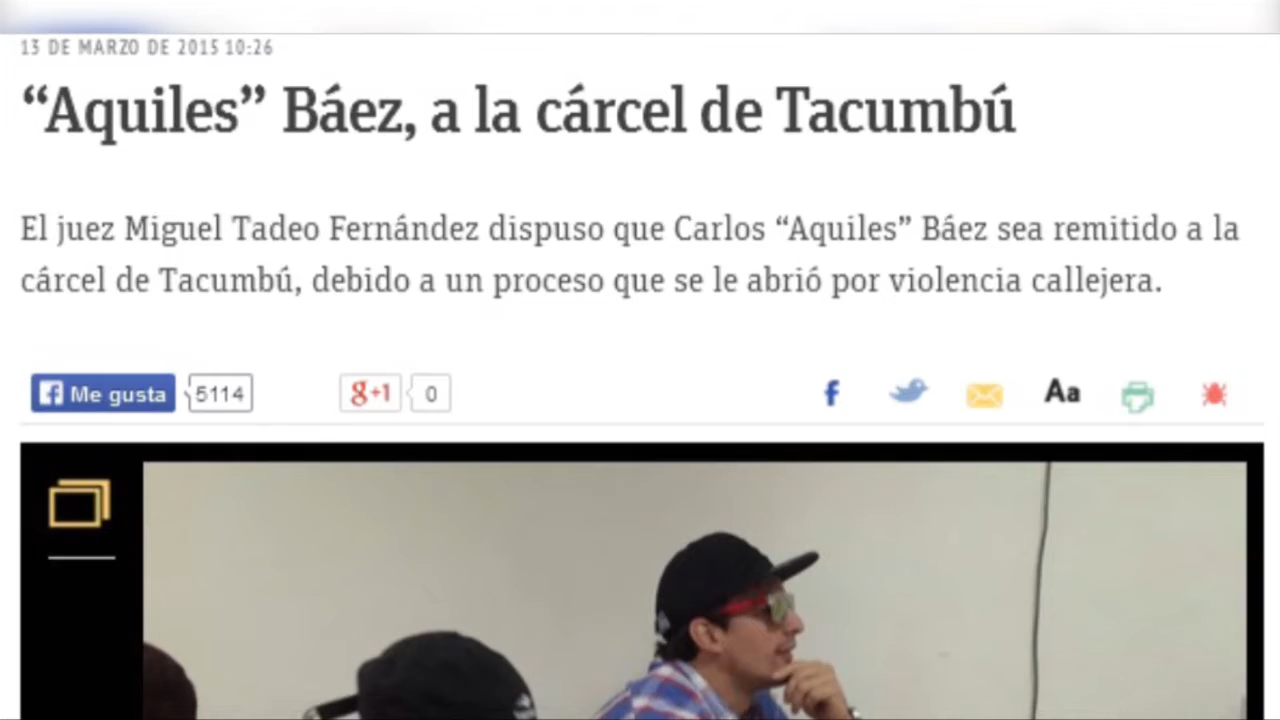 13 DE MARZO DE 2015 10:26
“Aquiles” Báez, a la cárcel de Tacumbú
El juez Miguel Tadeo Fernández dispuso que Carlos “Aquiles” Báez sea remitido a la
cárcel de Tacumbú, debido a un proceso que se le abrió por violencia callejera.
f Me gusta 5114 g+1 0 f Aa